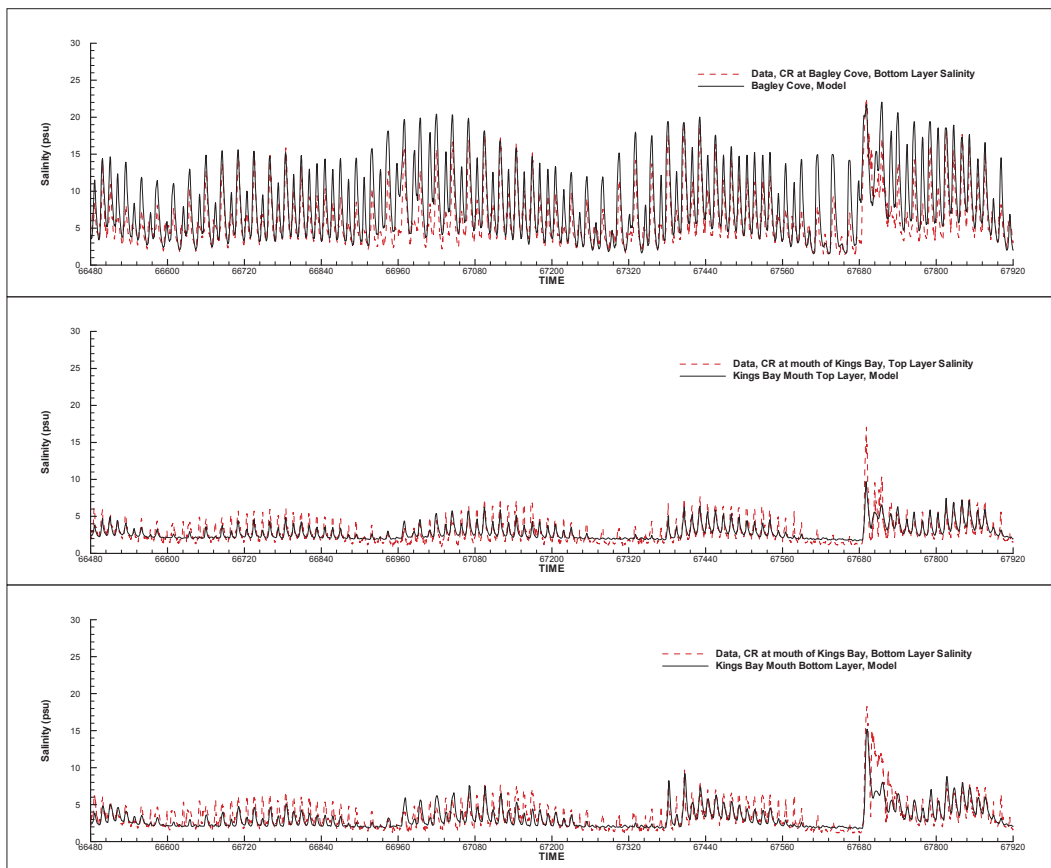 30
25
20
15
10
5
0
Salinity (psu)
Data, CR at Bagley Cove, Bottom Layer Salinity
Bagley Cove, Model
66480 66600 66720 66840 66960 67080 67200 67320 67440 67560 67680 67800 67920
TIME
30
25
20
15
10
5
0
Salinity (psu)
Data, CR at mouth of Kings Bay, Top Layer Salinity
Kings Bay Mouth Top Layer, Model
66480 66600 66720 66840 66960 67080 67200 67320 67440 67560 67680 67800 67920
TIME
30
25
20
15
10
5
0
Salinity (psu)
Data, CR at mouth of Kings Bay, Bottom Layer Salinity
Kings Bay Mouth Bottom Layer, Model
66480 66600 66720 66840 66960 67080 67200 67320 67440 67560 67680 67800 67920
TIME